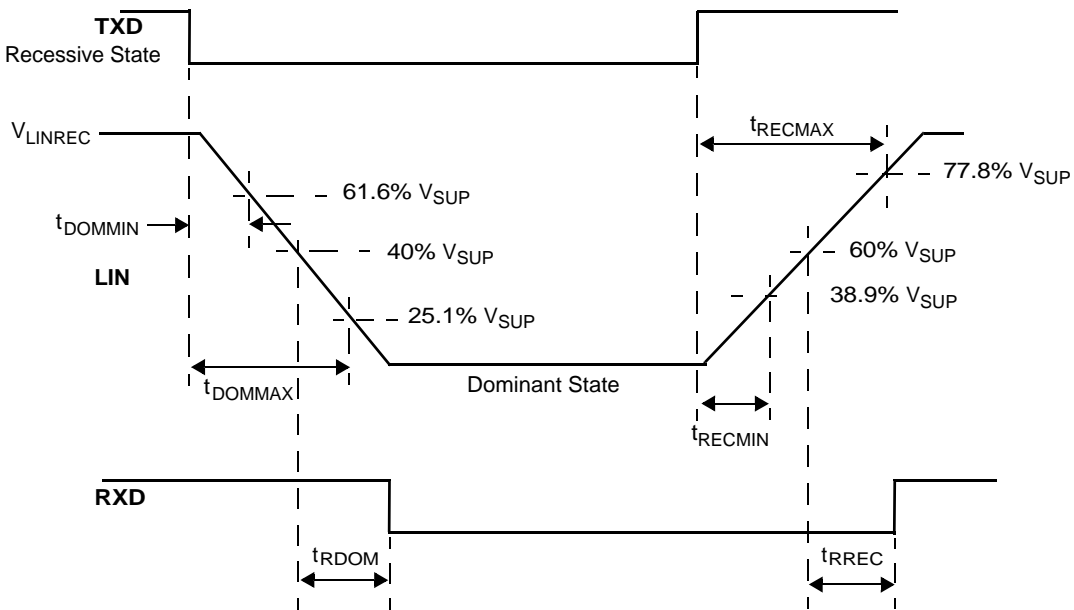 TXD
Recessive State
VLINREC
tRECMAX
77.8% VSUP
61.6% VSUP
tDOMMIN
40% VSUP
60% VSUP
LIN
38.9% VSUP
25.1% VSUP
tDOMMAX
Dominant State
tRECMIN
RXD
tRDOM
tRREC